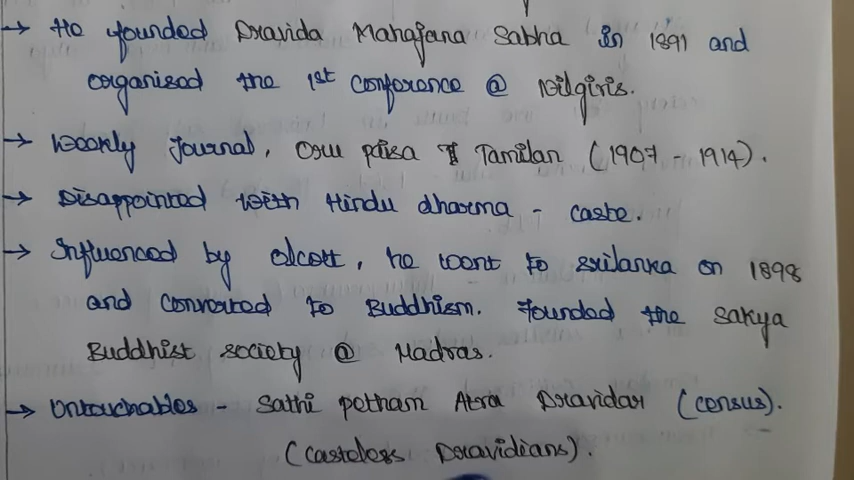 → He founded Dravida Mahajana Sabha in 1891 and
organised the 1st conference @ Nilgiris.
→ Weekly Journal, Oru paisa Tamilan (1907 - 1914).
→ Disappointed with Hindu dharma - caste.
→ Influenced by Olcott, he went to Srilanka on 1898
and converted to Buddhism. Founded the Sakya
Buddhist society @ Madras.
→ Untouchables - Sathi petham Atra Dravidar (census).
(Casteless Dravidians).